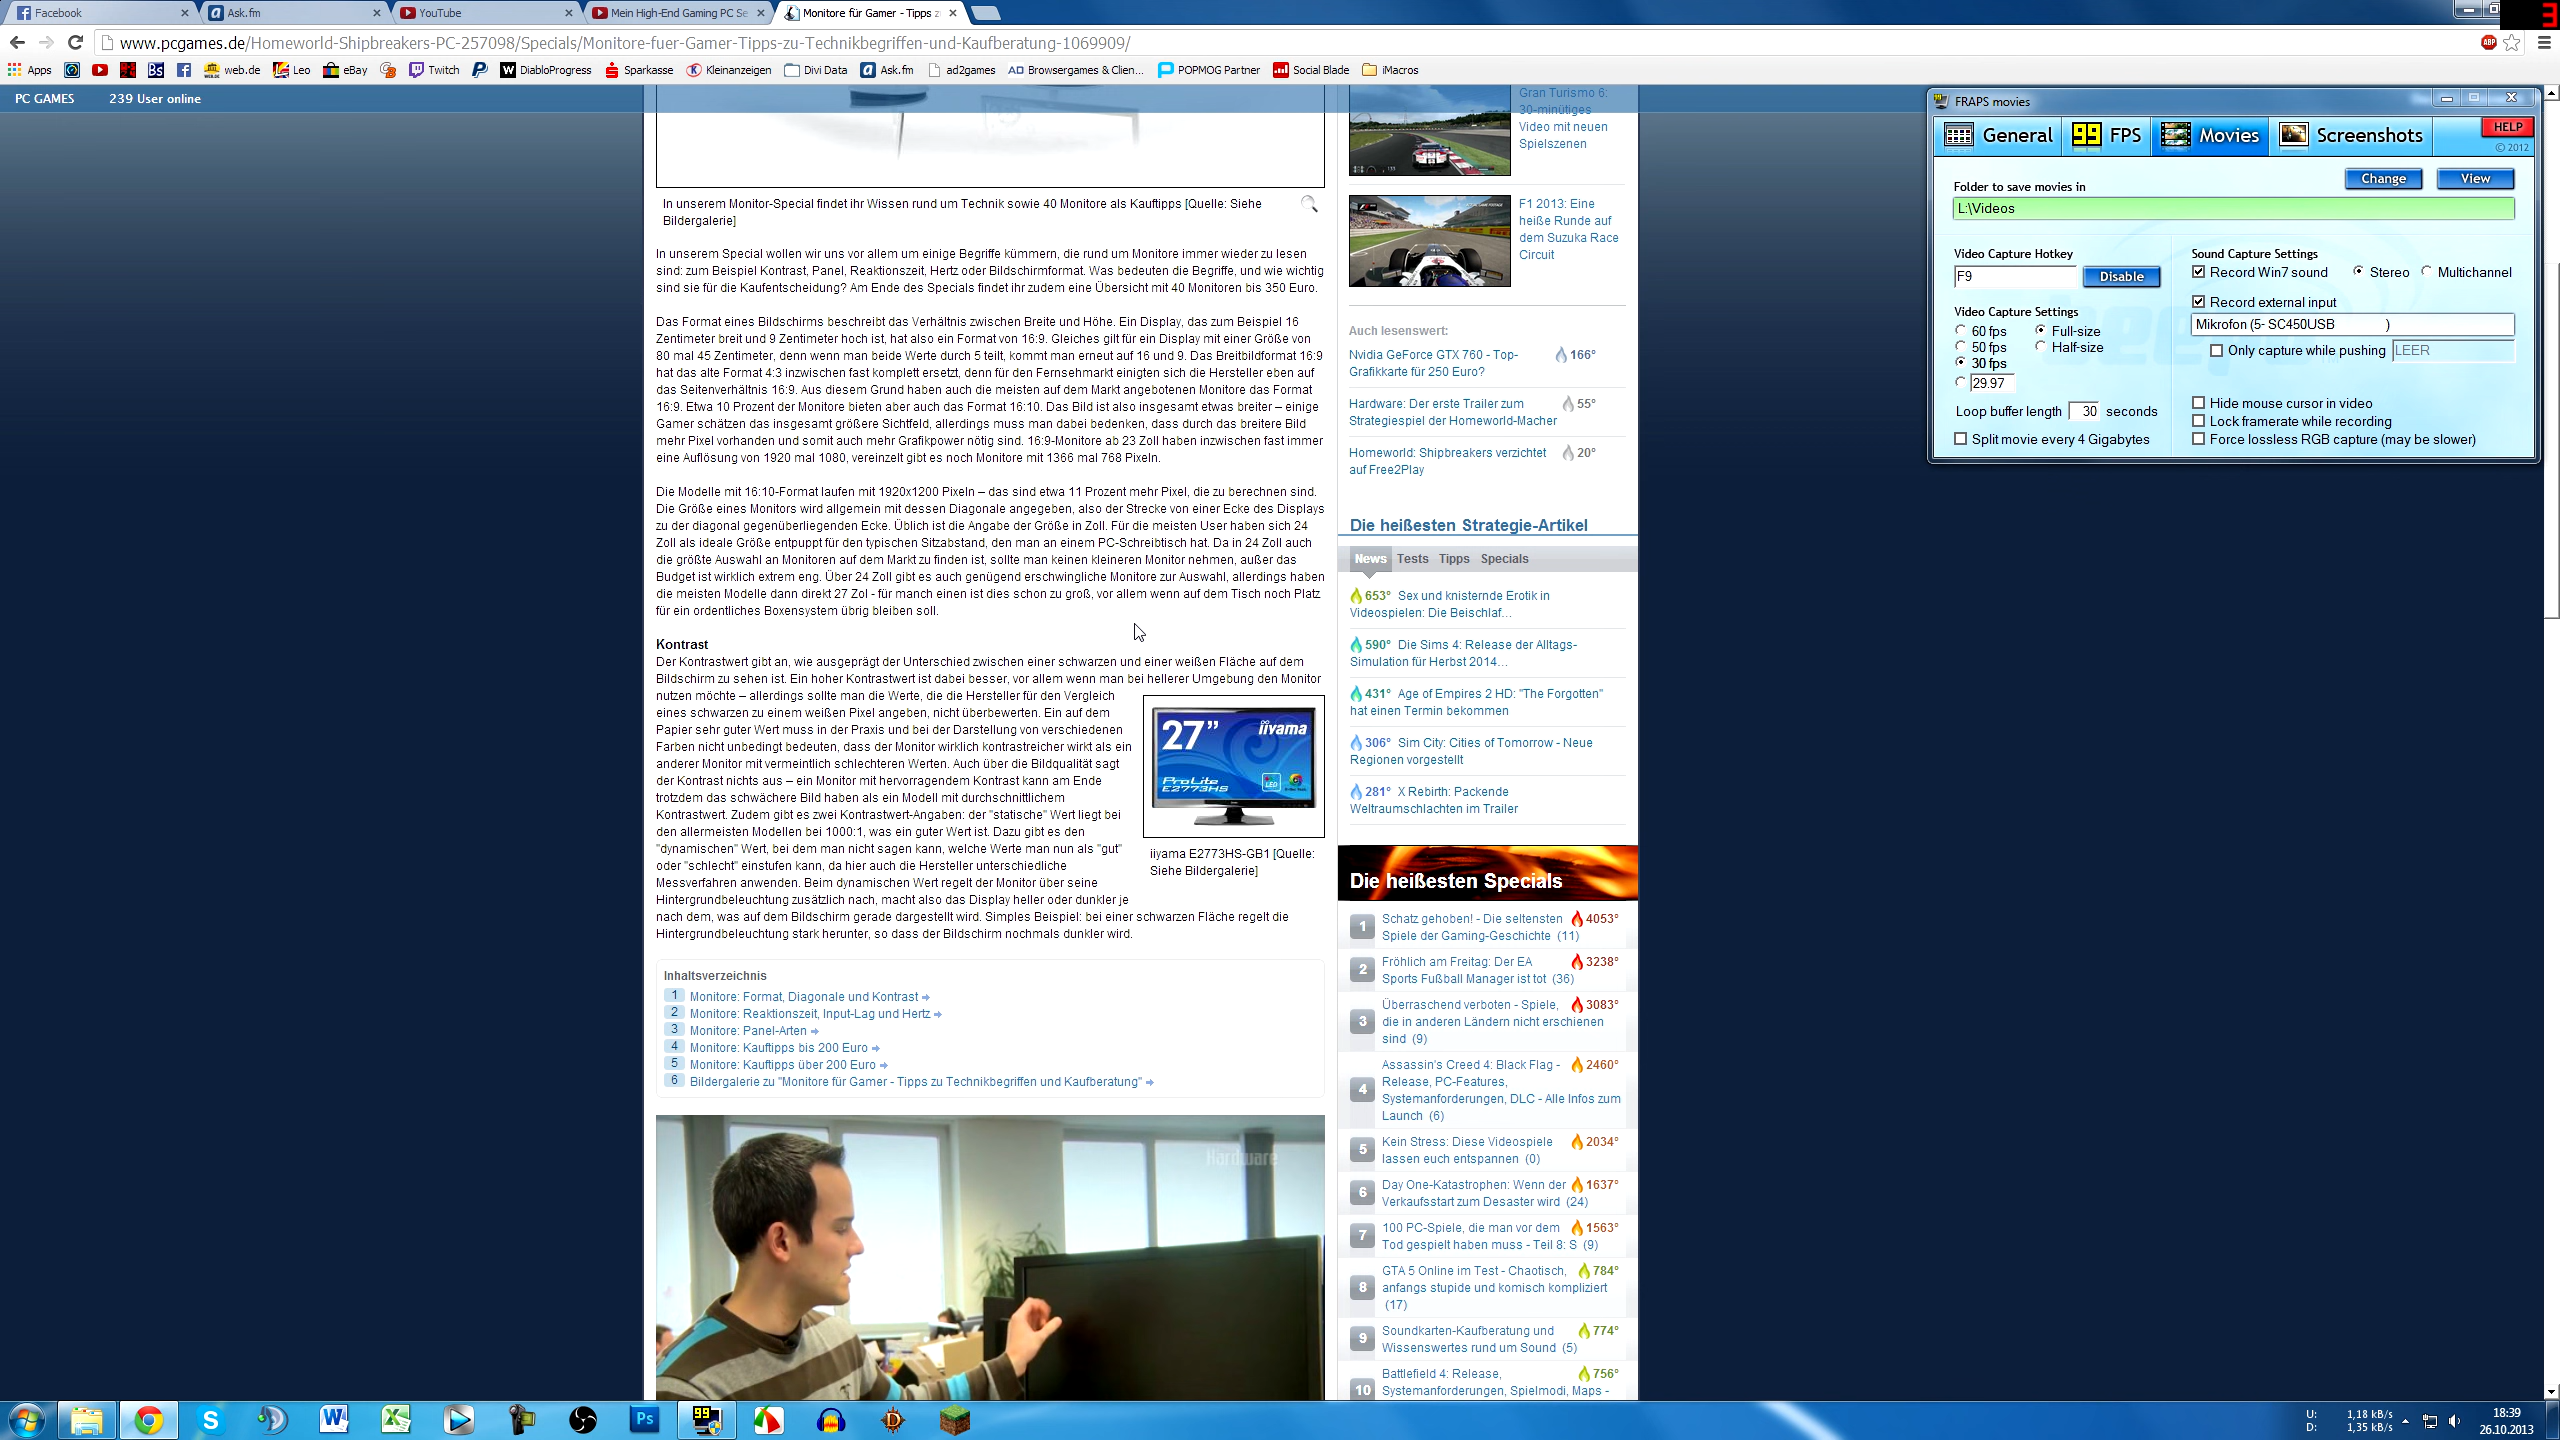 Facebook
Ask.fm
YouTube
Mein High-End Gaming PC Se
Monitore für Gamer - Tipps z
3
www.pcgames.de/Homeworld-Shipbreakers-PC-257098/Specials/Monitore-fuer-Gamer-Tipps-zu-Technikbegriffen-und-Kaufberatung-1069909/
ABP
Apps
Bs
web.de
Leo
eBay
Twitch
W DiabloProgress
Sparkasse
Kleinanzeigen
Divi Data
Ask.fm
ad2games
AD Browsergames & Clien...
POPMOG Partner
Social Blade
iMacros
PC GAMES 239 User online
In unserem Monitor-Special findet ihr Wissen rund um Technik sowie 40 Monitore als Kauftipps [Quelle: Siehe
Bildergalerie]
In unserem Special wollen wir uns vor allem um einige Begriffe kümmern, die rund um Monitore immer wieder zu lesen
sind: zum Beispiel Kontrast, Panel, Reaktionszeit, Hertz oder Bildschirmformat. Was bedeuten die Begriffe, und wie wichtig
sind sie für die Kaufentscheidung? Am Ende des Specials findet ihr zudem eine Übersicht mit 40 Monitoren bis 350 Euro.
Das Format eines Bildschirms beschreibt das Verhältnis zwischen Breite und Höhe. Ein Display, das zum Beispiel 16
Zentimeter breit und 9 Zentimeter hoch ist, hat also ein Format von 16:9. Gleiches gilt für ein Display mit einer Größe von
80 mal 45 Zentimeter, denn wenn man beide Werte durch 5 teilt, kommt man erneut auf 16 und 9. Das Breitbildformat 16:9
hat das alte Format 4:3 inzwischen fast komplett ersetzt, denn für den Fernsehmarkt einigten sich die Hersteller eben auf
das Seitenverhältnis 16:9. Aus diesem Grund haben auch die meisten auf dem Markt angebotenen Monitore das Format
16:9. Etwa 10 Prozent der Monitore bieten aber auch das Format 16:10. Das Bild ist also insgesamt etwas breiter – einige
Gamer schätzen das insgesamt größere Sichtfeld, allerdings muss man dabei bedenken, dass durch das breitere Bild
mehr Pixel vorhanden und somit auch mehr Grafikpower nötig sind. 16:9-Monitore ab 23 Zoll haben inzwischen fast immer
eine Auflösung von 1920 mal 1080, vereinzelt gibt es noch Monitore mit 1366 mal 768 Pixeln.
Die Modelle mit 16:10-Format laufen mit 1920x1200 Pixeln – das sind etwa 11 Prozent mehr Pixel, die zu berechnen sind.
Die Größe eines Monitors wird allgemein mit dessen Diagonale angegeben, also der Strecke von einer Ecke des Displays
zu der diagonal gegenüberliegenden Ecke. Üblich ist die Angabe der Größe in Zoll. Für die meisten User haben sich 24
Zoll als ideale Größe entpuppt für den typischen Sitzabstand, den man an einem PC-Schreibtisch hat. Da in 24 Zoll auch
die größte Auswahl an Monitoren auf dem Markt zu finden ist, sollte man keinen kleineren Monitor nehmen, außer das
Budget ist wirklich extrem eng. Über 24 Zoll gibt es auch genügend erschwingliche Monitore zur Auswahl, allerdings haben
die meisten Modelle dann direkt 27 Zol - für manch einen ist dies schon zu groß, vor allem wenn auf dem Tisch noch Platz
für ein ordentliches Boxensystem übrig bleiben soll.
Kontrast
Der Kontrastwert gibt an, wie ausgeprägt der Unterschied zwischen einer schwarzen und einer weißen Fläche auf dem
Bildschirm zu sehen ist. Ein hoher Kontrastwert ist dabei besser, vor allem wenn man bei hellerer Umgebung den Monitor
nutzen möchte – allerdings sollte man die Werte, die die Hersteller für den Vergleich
eines schwarzen zu einem weißen Pixel angeben, nicht überbewerten. Ein auf dem
Papier sehr guter Wert muss in der Praxis und bei der Darstellung von verschiedenen
Farben nicht unbedingt bedeuten, dass der Monitor wirklich kontrastreicher wirkt als ein
anderer Monitor mit vermeintlich schlechteren Werten. Auch über die Bildqualität sagt
der Kontrast nichts aus – ein Monitor mit hervorragendem Kontrast kann am Ende
trotzdem das schwächere Bild haben als ein Modell mit durchschnittlichem
Kontrastwert. Zudem gibt es zwei Kontrastwert-Angaben: der "statische" Wert liegt bei
den allermeisten Modellen bei 1000:1, was ein guter Wert ist. Dazu gibt es den
"dynamischen" Wert, bei dem man nicht sagen kann, welche Werte man nun als "gut"
oder "schlecht" einstufen kann, da hier auch die Hersteller unterschiedliche
Messverfahren anwenden. Beim dynamischen Wert regelt der Monitor über seine
Hintergrundbeleuchtung zusätzlich nach, macht also das Display heller oder dunkler je
nach dem, was auf dem Bildschirm gerade dargestellt wird. Simples Beispiel: bei einer schwarzen Fläche regelt die
Hintergrundbeleuchtung stark herunter, so dass der Bildschirm nochmals dunkler wird.
27" iiyama
ProLite
E2773HS
LED
iiyama E2773HS-GB1 [Quelle:
Siehe Bildergalerie]
Inhaltsverzeichnis
1 Monitore: Format, Diagonale und Kontrast
2 Monitore: Reaktionszeit, Input-Lag und Hertz
3 Monitore: Panel-Arten
4 Monitore: Kauftipps bis 200 Euro
5 Monitore: Kauftipps über 200 Euro
6 Bildergalerie zu "Monitore für Gamer - Tipps zu Technikbegriffen und Kaufberatung"
Hardware
Gran Turismo 6:
30-minütiges
Video mit neuen
Spielszenen
F1 2013: Eine
heiße Runde auf
dem Suzuka Race
Circuit
Auch lesenswert:
Nvidia GeForce GTX 760 - Top- 166°
Grafikkarte für 250 Euro?
Hardware: Der erste Trailer zum 55°
Strategiespiel der Homeworld-Macher
Homeworld: Shipbreakers verzichtet 20°
auf Free2Play
Die heißesten Strategie-Artikel
News Tests Tipps Specials
653° Sex und knisternde Erotik in
Videospielen: Die Beischlaf...
590° Die Sims 4: Release der Alltags-
Simulation für Herbst 2014...
431° Age of Empires 2 HD: "The Forgotten"
hat einen Termin bekommen
306° Sim City: Cities of Tomorrow - Neue
Regionen vorgestellt
281° X Rebirth: Packende
Weltraumschlachten im Trailer
Die heißesten Specials
1 Schatz gehoben! - Die seltensten 4053°
Spiele der Gaming-Geschichte (11)
2 Fröhlich am Freitag: Der EA 3238°
Sports Fußball Manager ist tot (36)
3 Überraschend verboten - Spiele, 3083°
die in anderen Ländern nicht erschienen
sind (9)
4 Assassin's Creed 4: Black Flag - 2460°
Release, PC-Features,
Systemanforderungen, DLC - Alle Infos zum
Launch (6)
5 Kein Stress: Diese Videospiele 2034°
lassen euch entspannen (0)
6 Day One-Katastrophen: Wenn der 1637°
Verkaufsstart zum Desaster wird (24)
7 100 PC-Spiele, die man vor dem 1563°
Tod gespielt haben muss - Teil 8: S (9)
8 GTA 5 Online im Test - Chaotisch, 784°
anfangs stupide und komisch kompliziert
(17)
9 Soundkarten-Kaufberatung und 774°
Wissenswertes rund um Sound (5)
10 Battlefield 4: Release, 756°
Systemanforderungen, Spielmodi, Maps -
FRAPS movies
General 99 FPS Movies Screenshots HELP
© 2012
Folder to save movies in Change View
L:\Videos
Video Capture Hotkey
F9 Disable
Video Capture Settings
60 fps Full-size
50 fps Half-size
30 fps
29.97
Loop buffer length 30 seconds
Split movie every 4 Gigabytes
Sound Capture Settings
Record Win7 sound Stereo Multichannel
Record external input
Mikrofon (5- SC450USB )
Only capture while pushing LEER
Hide mouse cursor in video
Lock framerate while recording
Force lossless RGB capture (may be slower)
Ps
99
U: 1,18 kB/s
D: 1,35 kB/s
18:39
26.10.2013